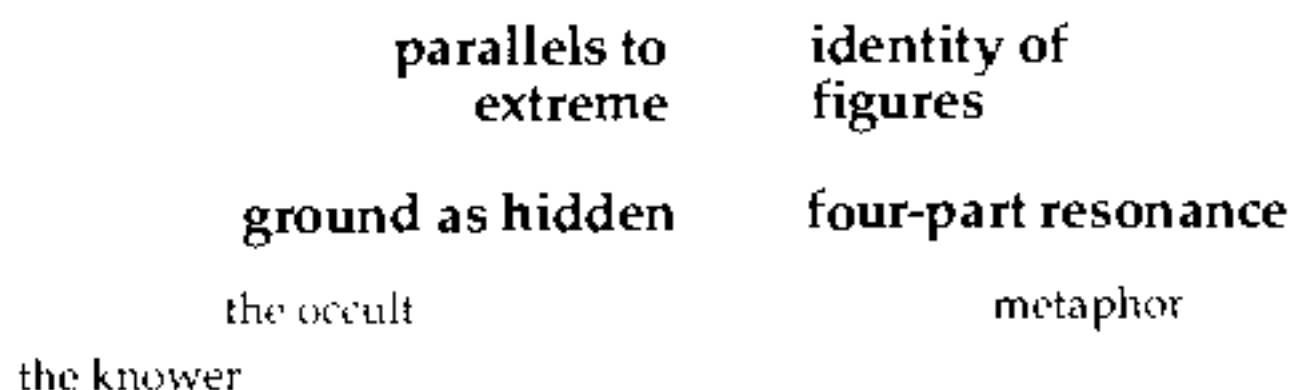 parallels to identity of
extreme figures
ground as hidden four-part resonance
the occult metaphor
the knower